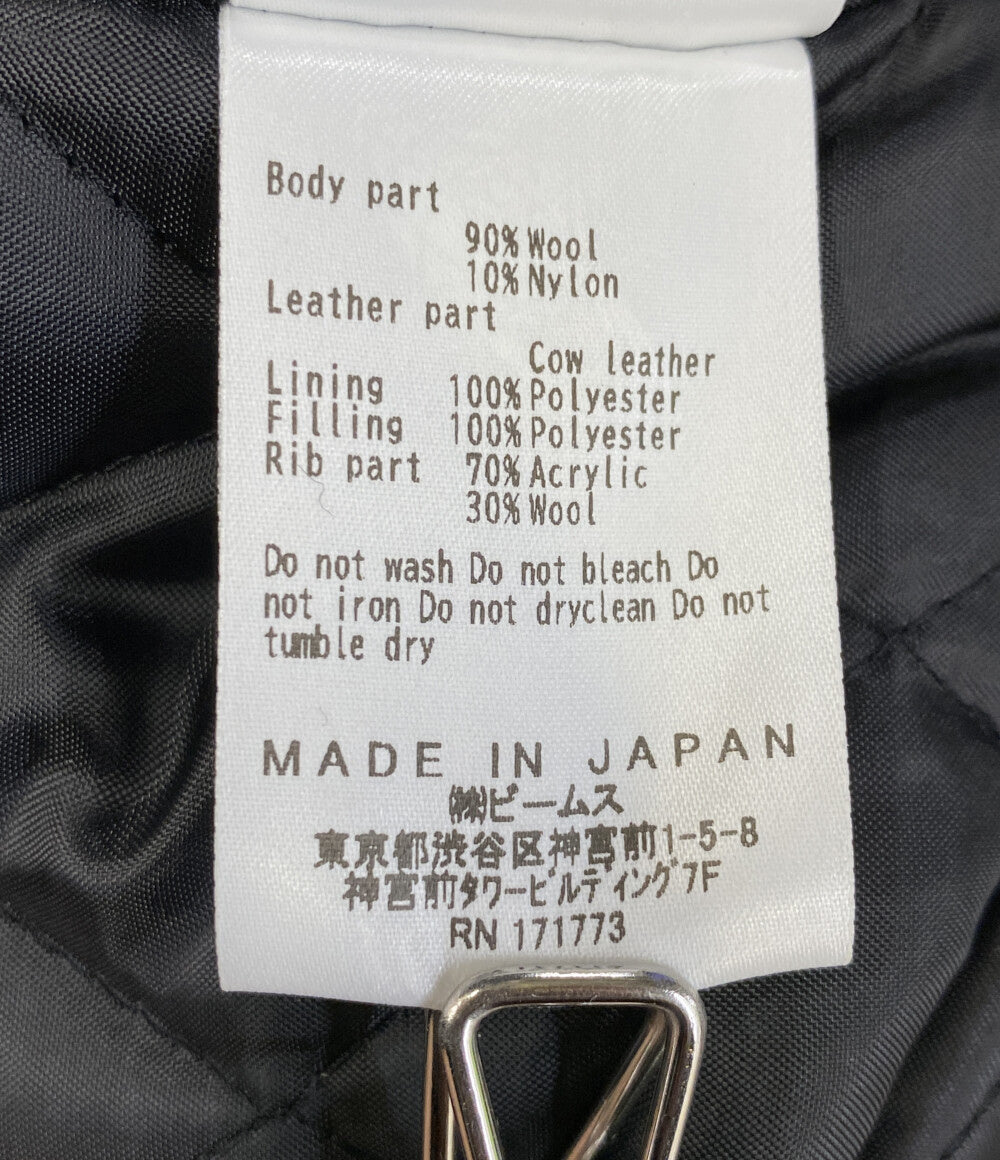 Body part
90% Wool
10% Nylon
Leather part
Cow leather
Lining 100% Polyester
Filling 100% Polyester
Rib part 70% Acrylic
30% Wool
Do not wash Do not bleach Do
not iron Do not dryclean Do not
tumble dry
MADE IN JAPAN
㈱ビームス
東京都渋谷区神宮前1-5-8
神宮前タワービルディング7F
RN 171773